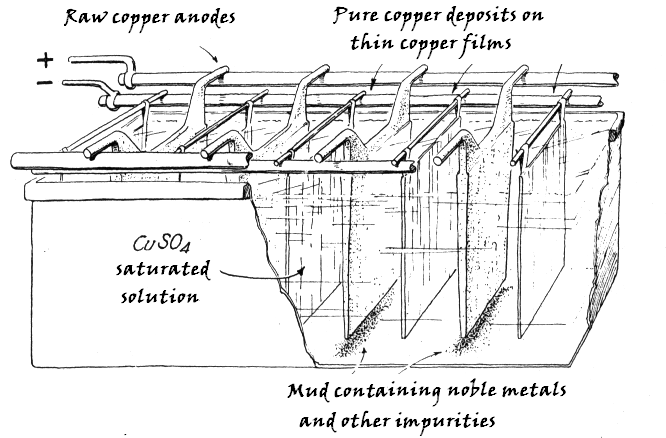 Raw copper anodes
Pure copper deposits on
thin copper films
+
−
CuSO4
saturated
solution
Mud containing noble metals
and other impurities